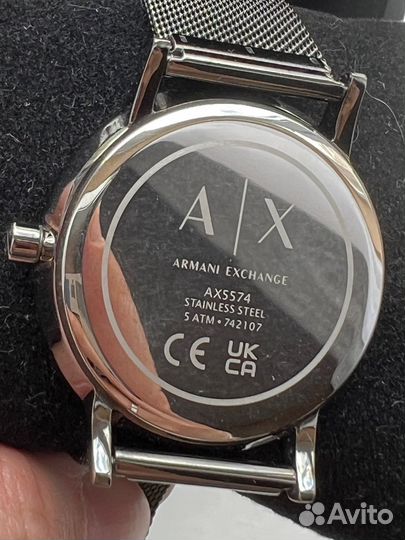 A|X
ARMANI EXCHANGE
AX5574
STAINLESS STEEL
5 ATM • 742107
CE UK
CA
Avito